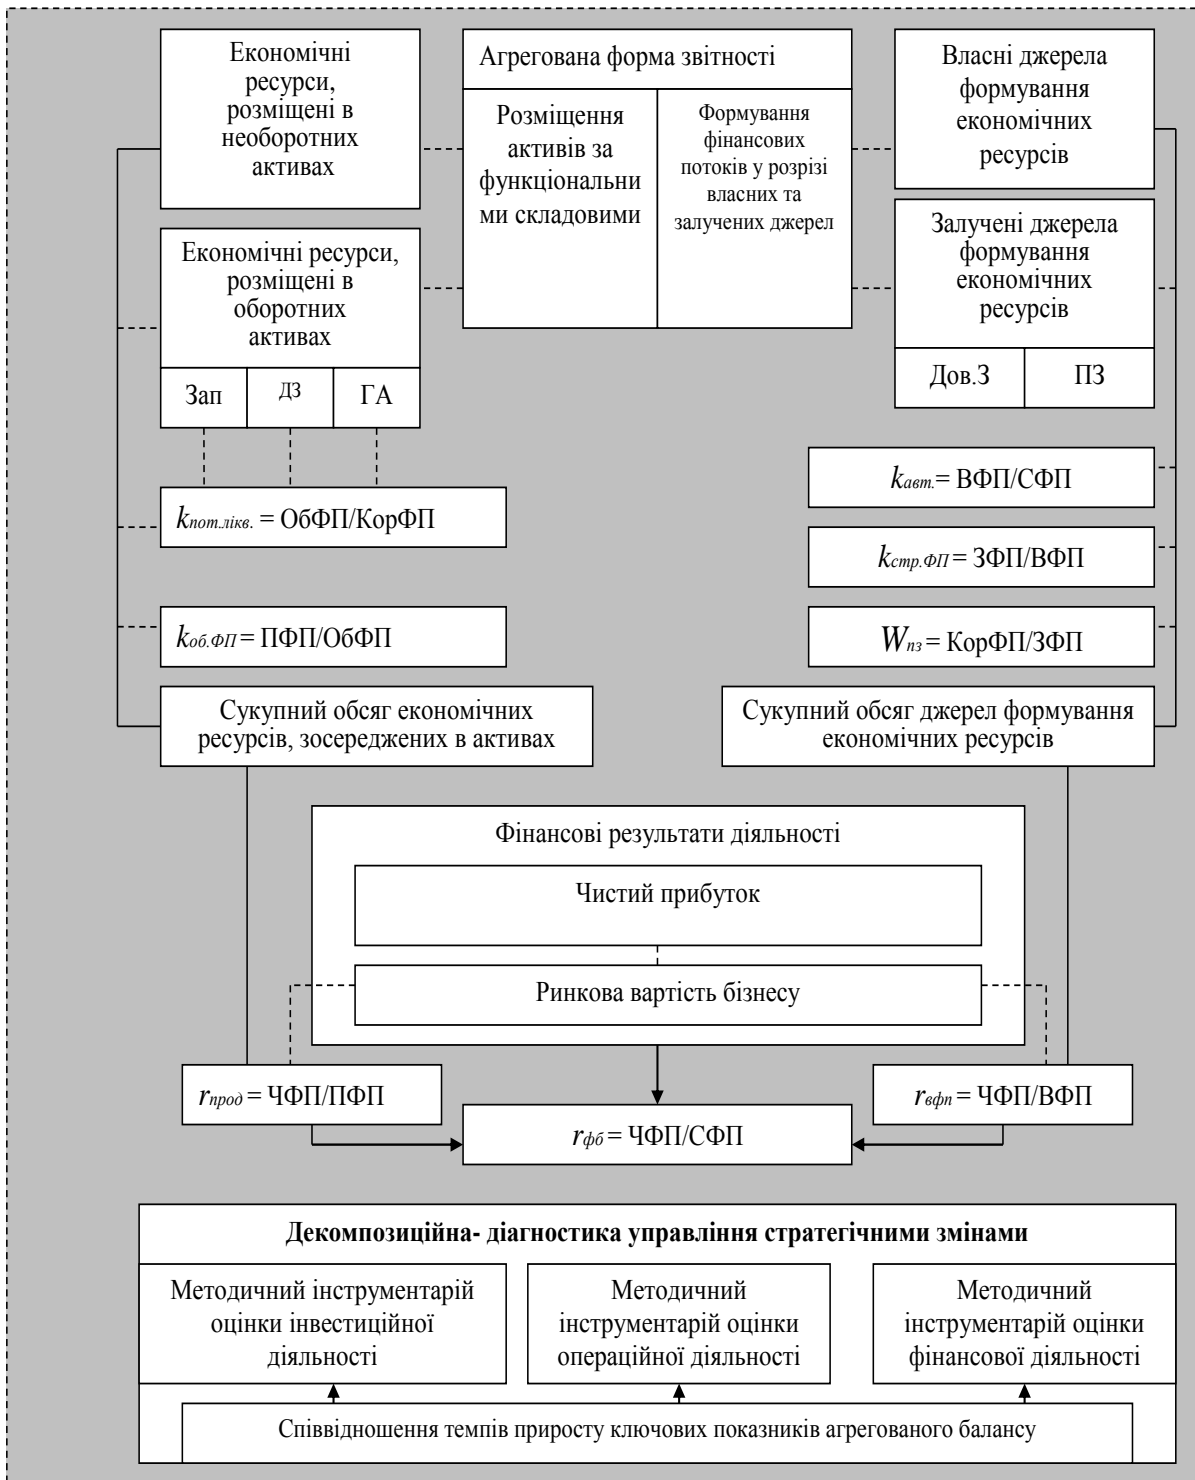 Економічні
ресурси,
розміщені в
необоротних
активах
Агрегована форма звітності
Розміщення
активів за
функціональни
ми складовими
Формування
фінансових
потоків у розрізі
власних та
залучених джерел
Власні джерела
формування
економічних
ресурсів
Економічні ресурси,
розміщені в
оборотних
активах
Зап
ДЗ
ГА
Залучені джерела
формування
економічних
ресурсів
Дов.З
ПЗ
kпот.лікв. = ОбФП/КорФП
kоб.ФП = ПФП/ОбФП
kавт. = ВФП/СФП
kстр.ФП = ЗФП/ВФП
Wпз = КорФП/ЗФП
Сукупний обсяг економічних
ресурсів, зосереджених в активах
Сукупний обсяг джерел формування
економічних ресурсів
Фінансові результати діяльності
Чистий прибуток
Ринкова вартість бізнесу
rпрод = ЧФП/ПФП
rфб = ЧФП/СФП
rвфп = ЧФП/ВФП
Декомпозиційна- діагностика управління стратегічними змінами
Методичний інструментарій
оцінки інвестиційної
діяльності
Методичний
інструментарій оцінки
операційної діяльності
Методичний
інструментарій оцінки
фінансової діяльності
Співвідношення темпів приросту ключових показників агрегованого балансу